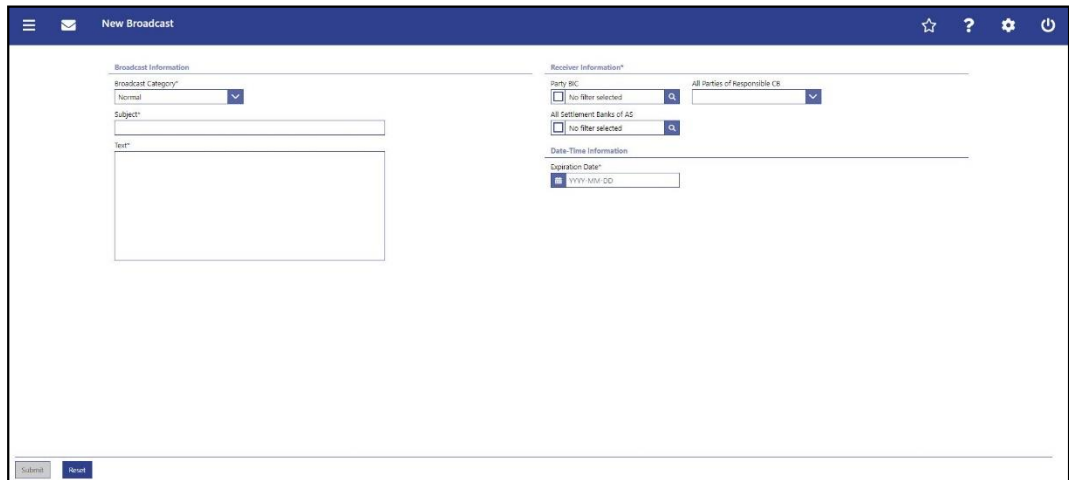 New Broadcast
?
Broadcast Information
Broadcast Category*
Normal
Subject*
Text*
Receiver Information*
Party BIC
All Parties of Responsible CB
No filter selected
All Settlement Banks of AS
No filter selected
Date-Time Information
Expiration Date*
YYYY-MM-DD
Submit
Reset